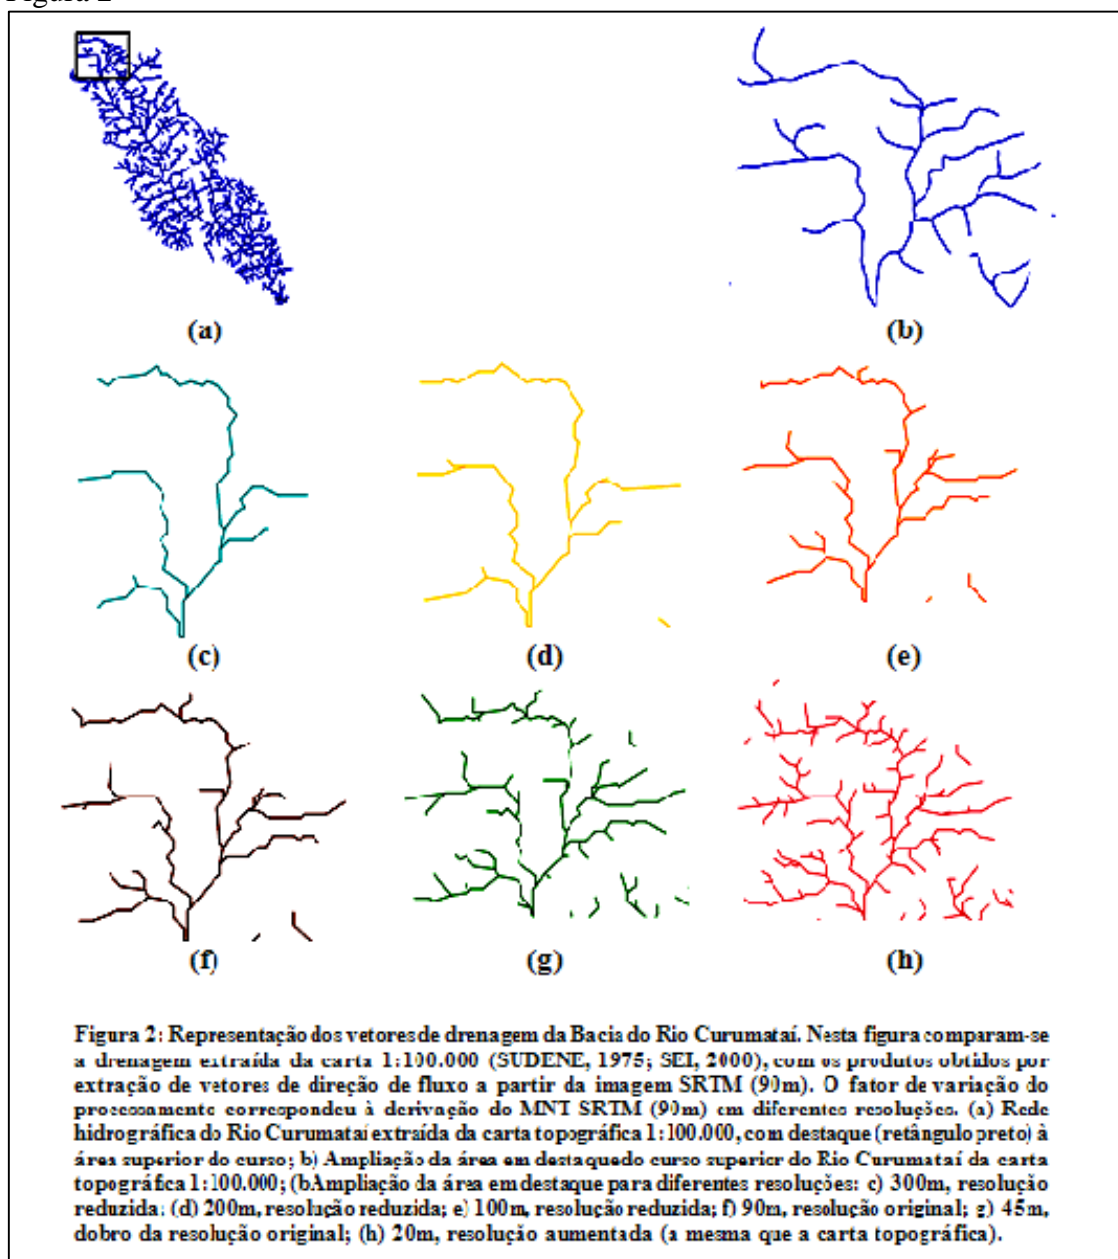 Figura 2
(a)
(b)
(c)
(d)
(e)
(f)
(g)
(h)
Figura 2: Representação dos vetores de drenagem da Bacia do Rio Curumataí. Nesta figura comparam-se
a drenagem extraída da carta 1:100.000 (SUDENE, 1975; SEI, 2000), com os produtos obtidos por
extração de vetores de direção de fluxo a partir da imagem SRTM (90m). O fator de variação do
processamento correspondeu à derivação do MNT SRTM (90m) em diferentes resoluções. (a) Rede
hidrográfica do Rio Curumataí extraída da carta topográfica 1:100.000, com destaque (retângulo preto) à
área superior do curso; b) Ampliação da área em destaquedo curso superior do Rio Curumataí da carta
topográfica 1:100.000; (bAmpliação da área em destaque para diferentes resoluções: c) 300m, resolução
reduzida; (d) 200m, resolução reduzida; e) 100m, resolução reduzida; f) 90m, resolução original; g) 45m,
dobro da resolução original; (h) 20m, resolução aumentada (a mesma que a carta topográfica).